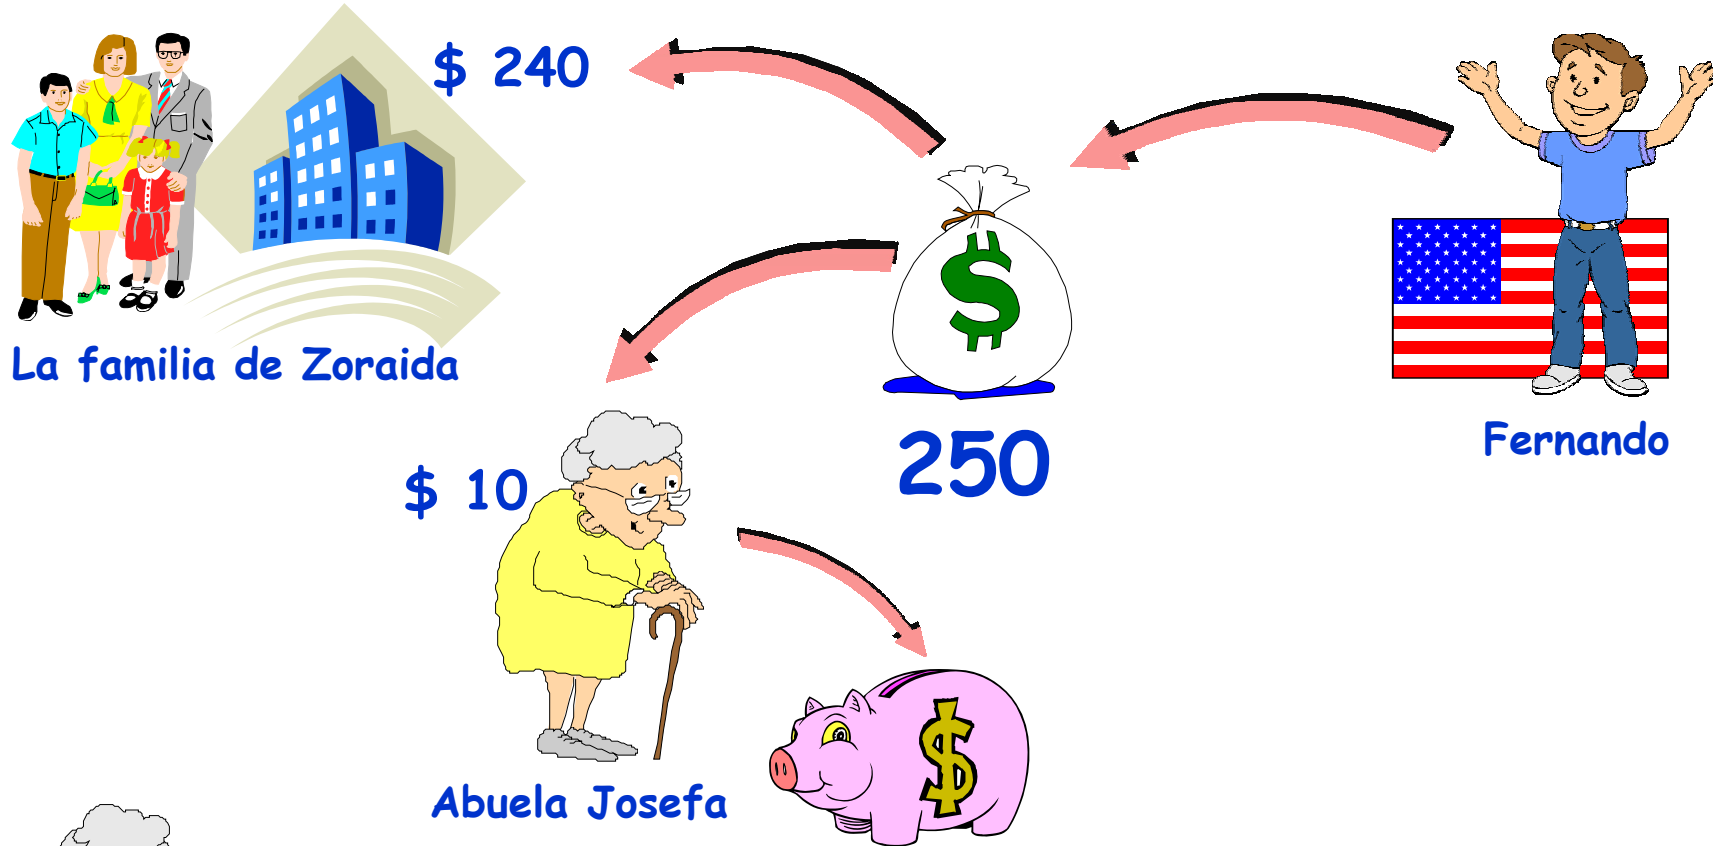 $ 240
La familia de Zoraida
250
Fernando
$ 10
Abuela Josefa
$
$